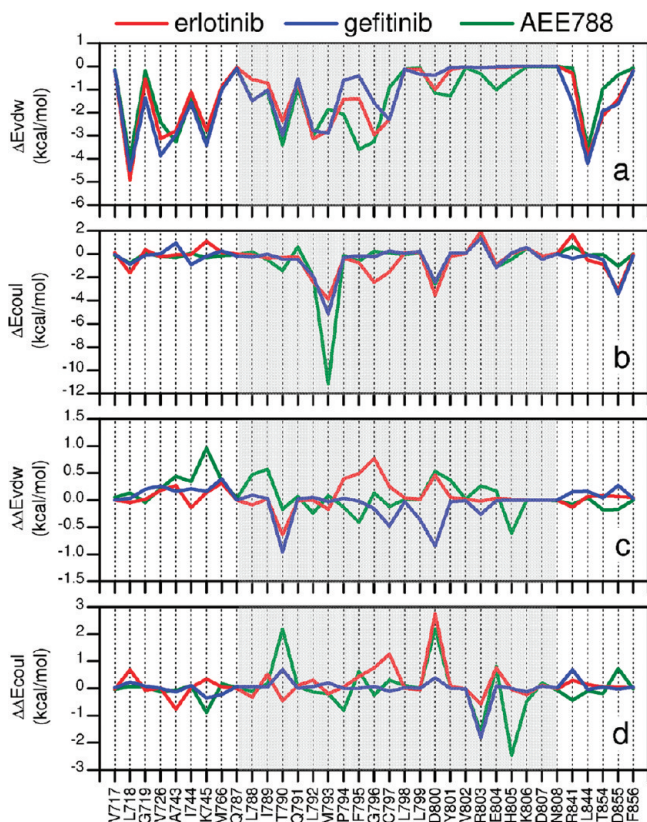 erlotinib gefitinib AEE788
ΔEvdw
(kcal/mol)
1
0
-1
-2
-3
-4
-5
-6
a
ΔEcoul
(kcal/mol)
2
0
-2
-4
-6
-8
-10
-12
b
ΔΔEvdw
(kcal/mol)
1.5
1.0
0.5
0.0
-0.5
-1.0
-1.5
c
ΔΔEcoul
(kcal/mol)
3
2
1
0
-1
-2
-3
d
V717
L718
G719
V726
A743
I744
K745
M766
Q787
L788
I789
T790
Q791
L792
M793
P794
F795
G796
C797
L798
L799
D800
Y801
V802
R803
E804
H805
K806
D807
N808
R841
L844
T854
D855
F856